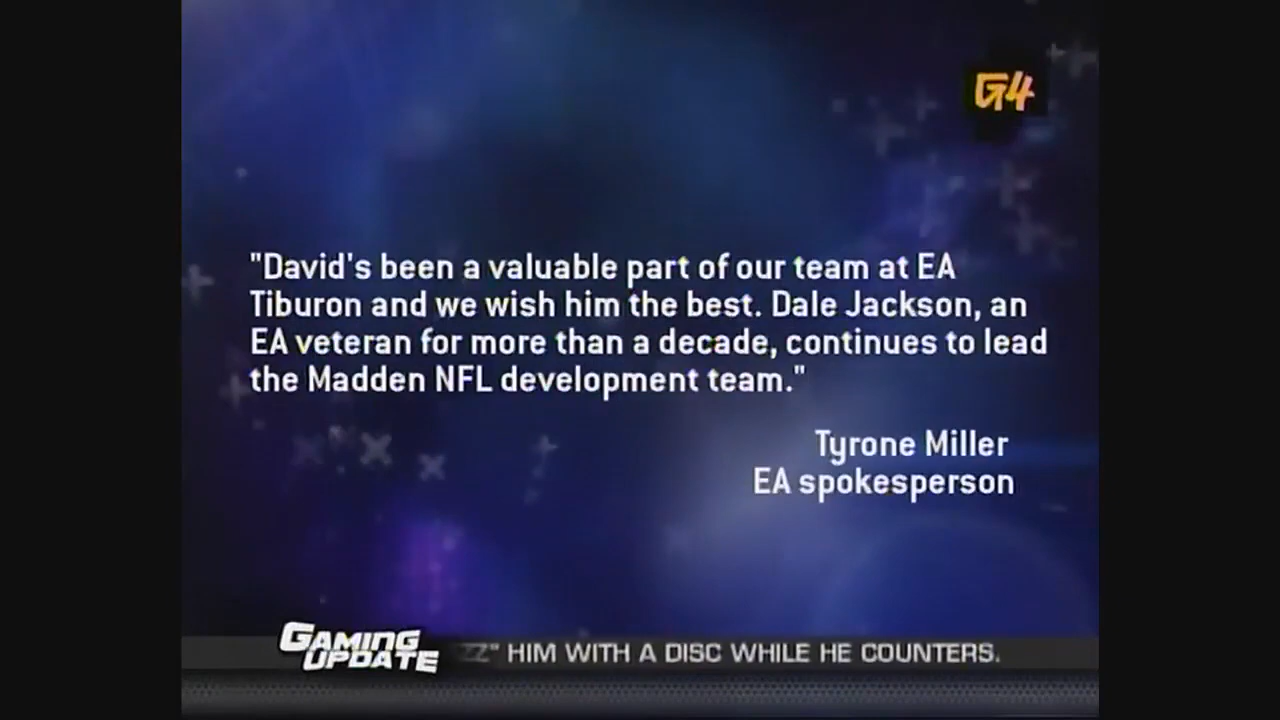 G4
"David's been a valuable part of our team at EA
Tiburon and we wish him the best. Dale Jackson, an
EA veteran for more than a decade, continues to lead
the Madden NFL development team."
Tyrone Miller
EA spokesperson
GAMING
UPDATE
ZZ" HIM WITH A DISC WHILE HE COUNTERS.